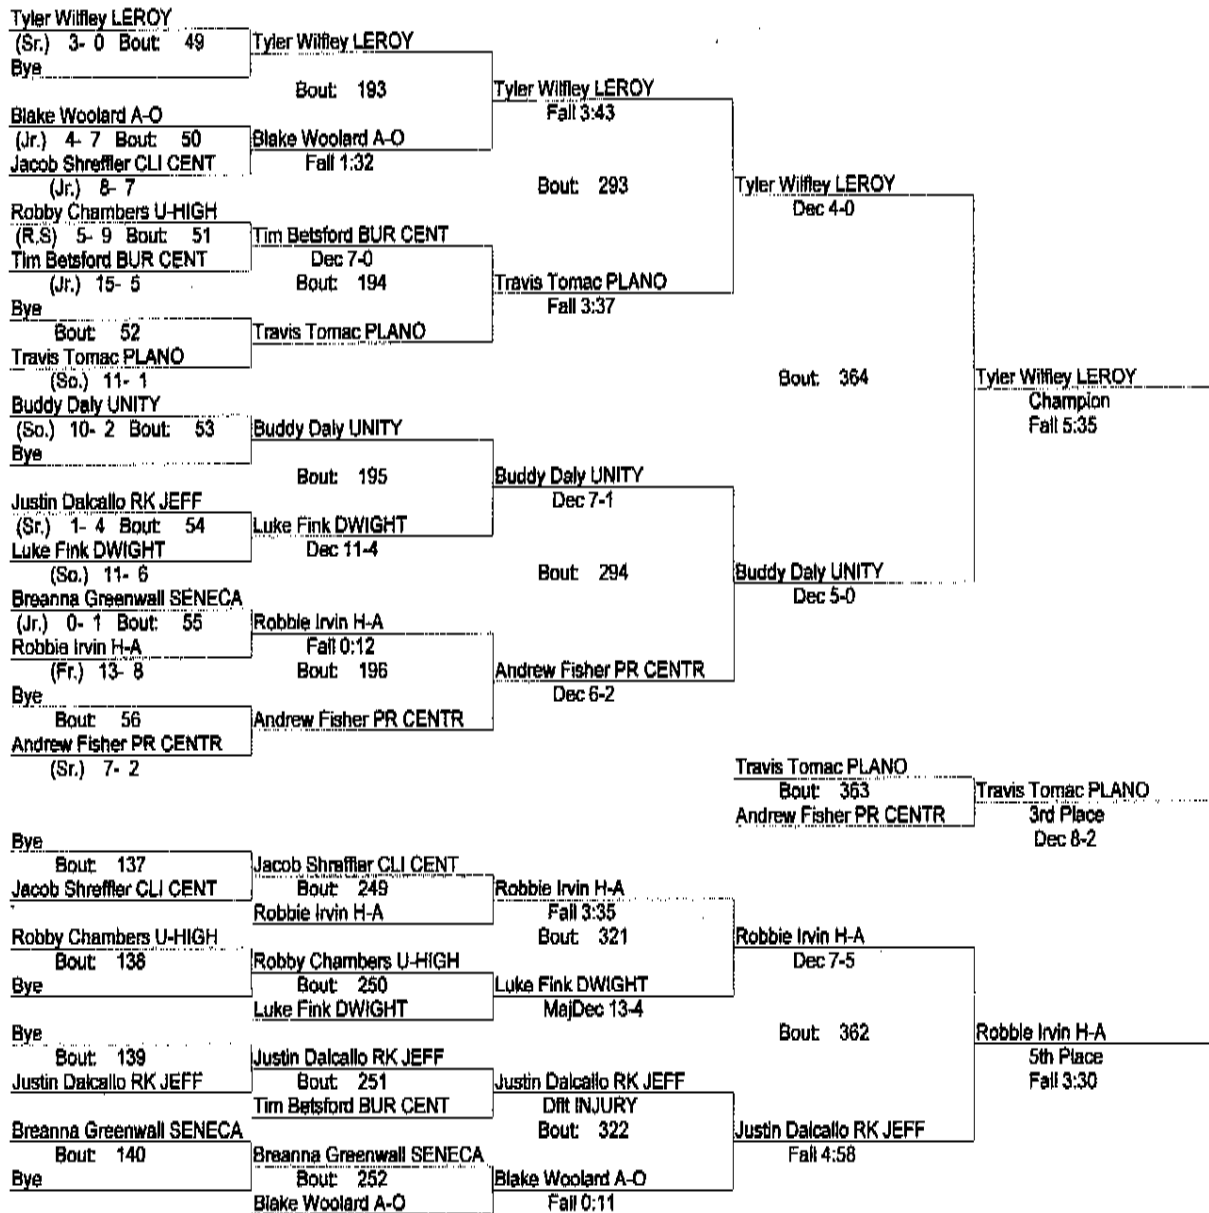 Tyler Wilfley LEROY
(Sr.) 3- 0 Bout: 49
Bye
Tyler Wilfley LEROY
Bout: 193
Blake Woolard A-O
(Jr.) 4- 7 Bout: 50
Jacob Shreffler CLI CENT
(Jr.) 8- 7
Blake Woolard A-O
Fall 1:32
Tyler Wilfley LEROY
Fall 3:43
Bout: 293
Robby Chambers U-HIGH
(R,S) 5- 9 Bout: 51
Tim Betsford BUR CENT
(Jr.) 15- 5
Tim Betsford BUR CENT
Dec 7-0
Bout: 194
Bye
Bout: 52
Travis Tomac PLANO
(So.) 11- 1
Travis Tomac PLANO
Travis Tomac PLANO
Fall 3:37
Tyler Wilfley LEROY
Dec 4-0
Bout: 364
Buddy Daly UNITY
(So.) 10- 2 Bout: 53
Bye
Buddy Daly UNITY
Bout: 195
Justin Dalcallo RK JEFF
(Sr.) 1- 4 Bout: 54
Luke Fink DWIGHT
(So.) 11- 6
Luke Fink DWIGHT
Dec 11-4
Buddy Daly UNITY
Dec 7-1
Bout: 294
Breanna Greenwall SENECA
(Jr.) 0- 1 Bout: 55
Robbie Irvin H-A
(Fr.) 13- 8
Robbie Irvin H-A
Fall 0:12
Bout: 196
Bye
Bout: 56
Andrew Fisher PR CENTR
(Sr.) 7- 2
Andrew Fisher PR CENTR
Andrew Fisher PR CENTR
Dec 6-2
Buddy Daly UNITY
Dec 5-0
Tyler Wilfley LEROY
Champion
Fall 5:35
Travis Tomac PLANO
Bout: 363
Andrew Fisher PR CENTR
Travis Tomac PLANO
3rd Place
Dec 8-2
Bye
Bout: 137
Jacob Shreffler CLI CENT
Jacob Shreffler CLI CENT
Bout: 249
Robbie Irvin H-A
Robbie Irvin H-A
Fall 3:35
Bout: 321
Robby Chambers U-HIGH
Bout: 138
Bye
Robby Chambers U-HIGH
Bout: 250
Luke Fink DWIGHT
Luke Fink DWIGHT
MajDec 13-4
Robbie Irvin H-A
Dec 7-5
Bout: 362
Bye
Bout: 139
Justin Dalcallo RK JEFF
Justin Dalcallo RK JEFF
Bout: 251
Tim Betsford BUR CENT
Justin Dalcallo RK JEFF
Dflt INJURY
Bout: 322
Breanna Greenwall SENECA
Bout: 140
Bye
Breanna Greenwall SENECA
Bout: 252
Blake Woolard A-O
Blake Woolard A-O
Fall 0:11
Justin Dalcallo RK JEFF
Fall 4:58
Robbie Irvin H-A
5th Place
Fall 3:30